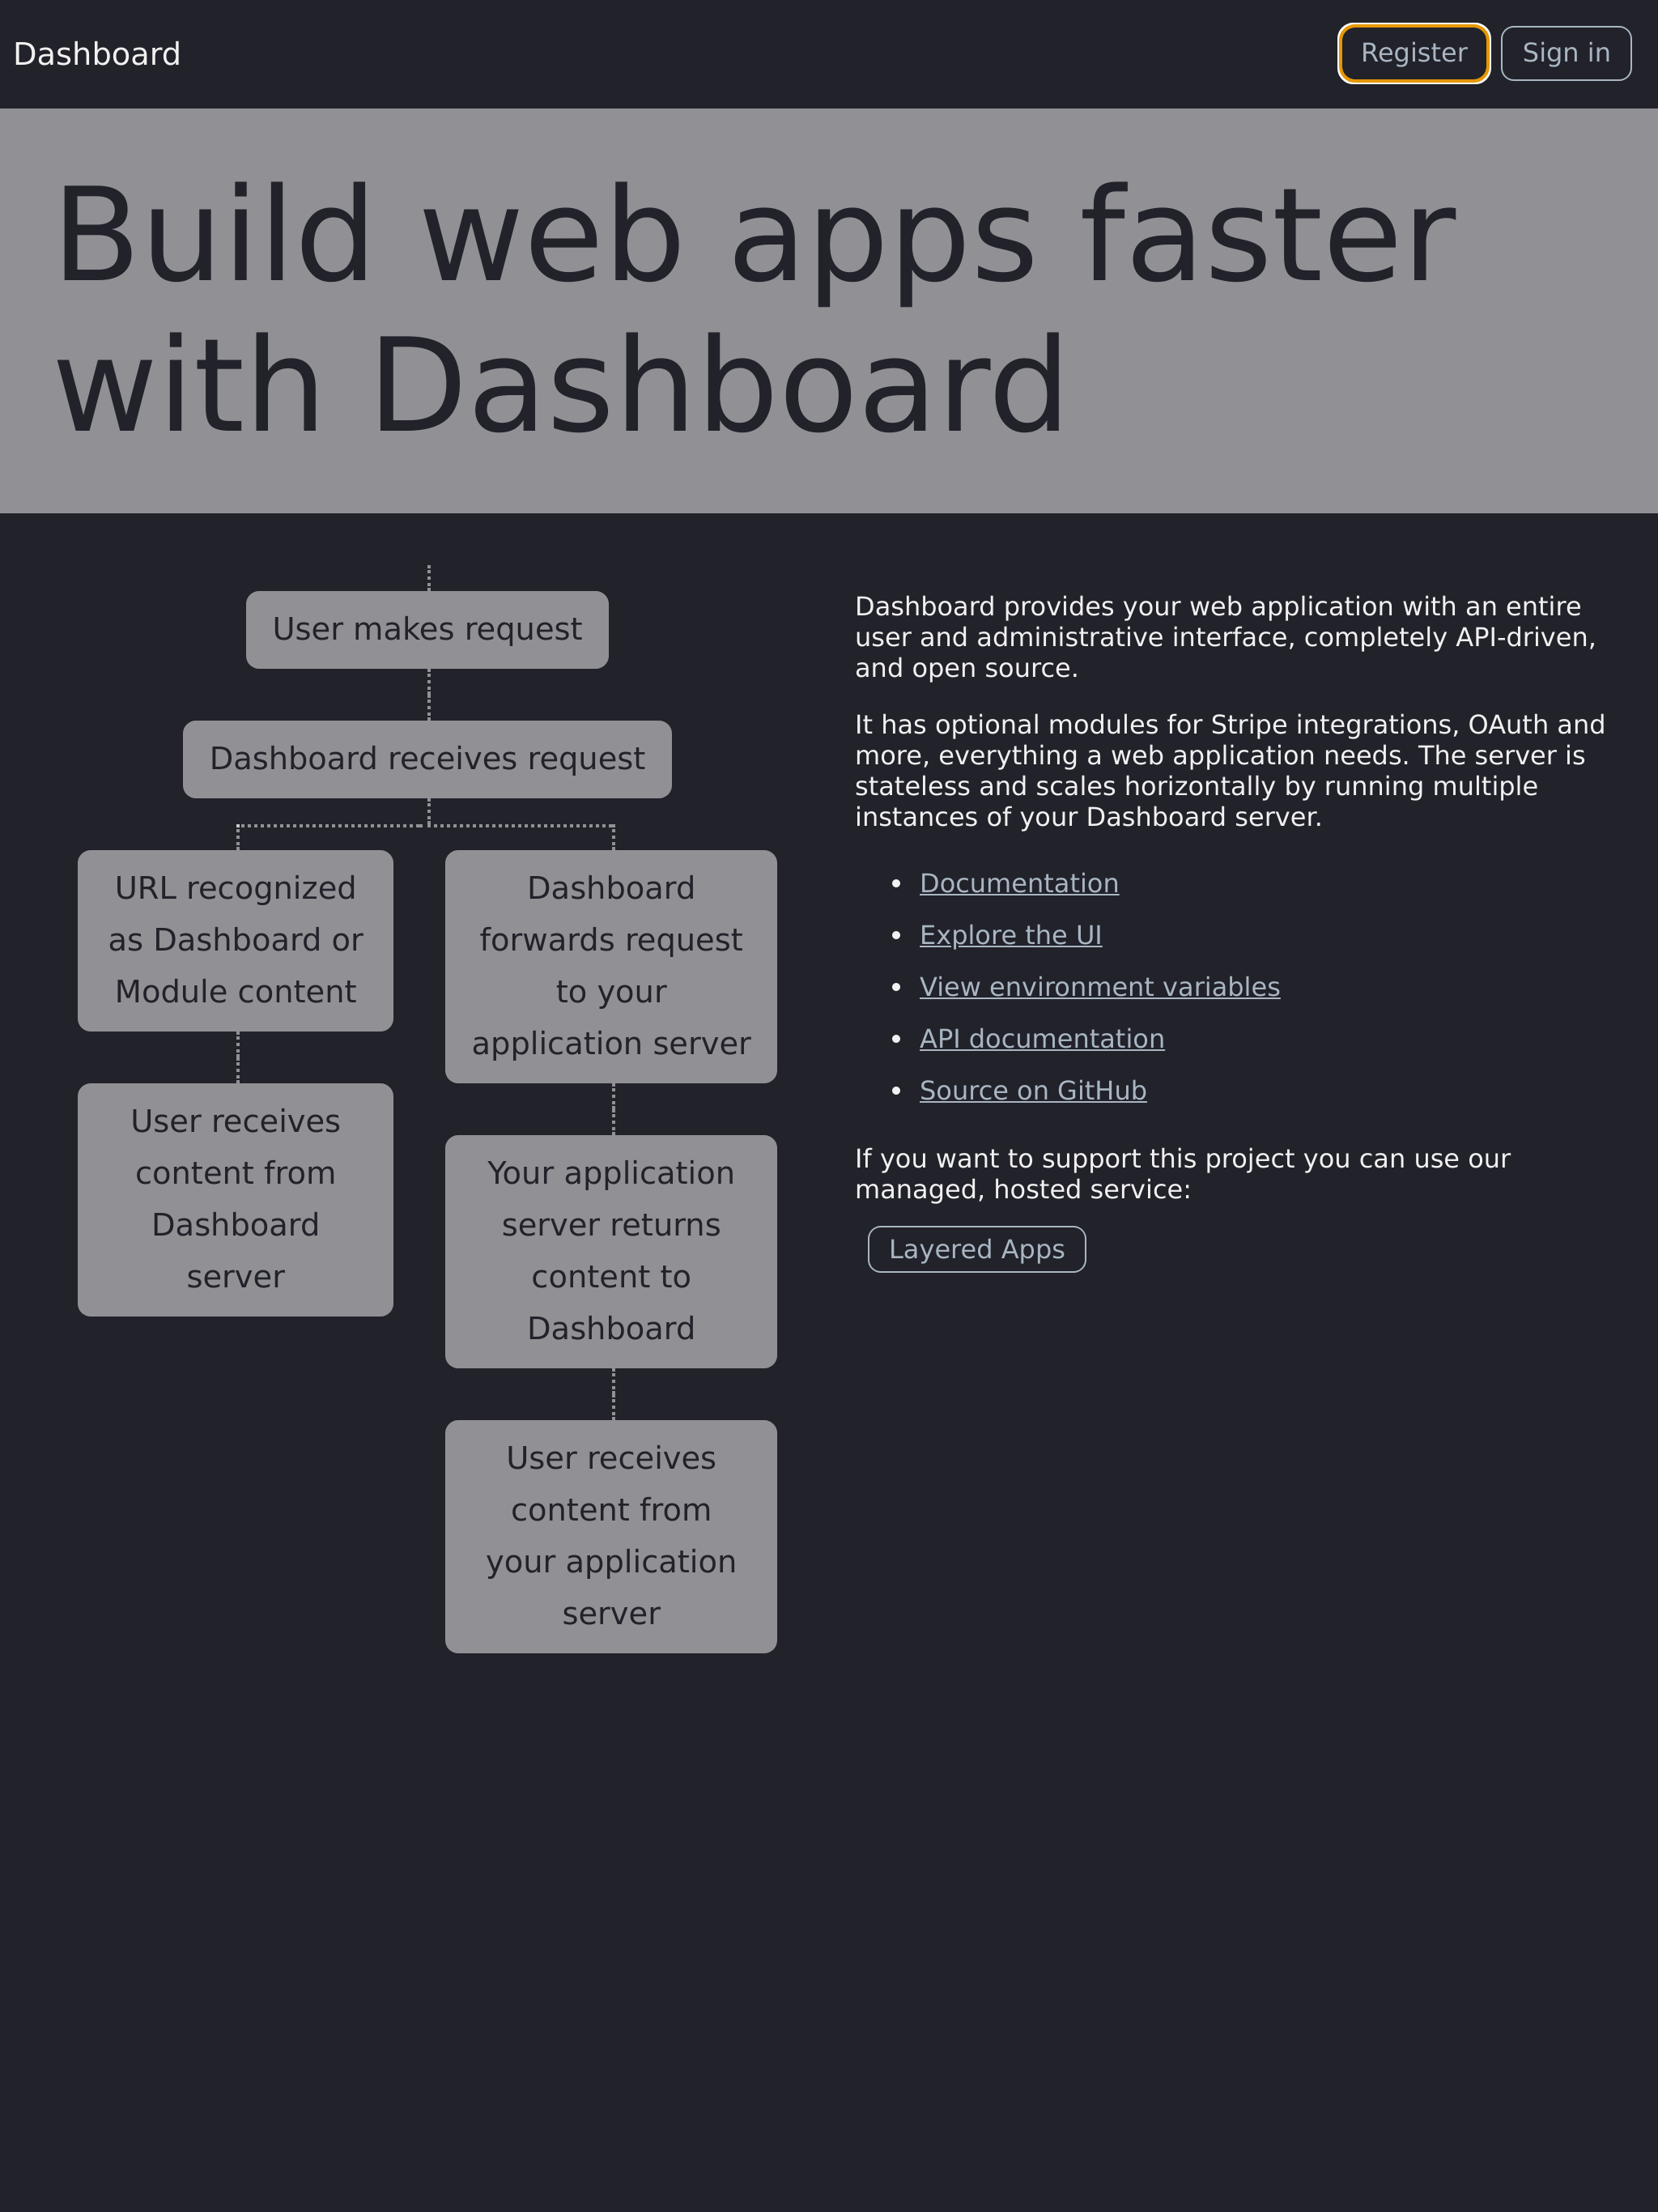 Dashboard
Register
Sign in
Build web apps faster
with Dashboard
User makes request
Dashboard receives request
URL recognized
as Dashboard or
Module content
User receives
content from
Dashboard
server
Dashboard
forwards request
to your
application server
Your application
server returns
content to
Dashboard
User receives
content from
your application
server
Dashboard provides your web application with an entire
user and administrative interface, completely API-driven,
and open source.
It has optional modules for Stripe integrations, OAuth and
more, everything a web application needs. The server is
stateless and scales horizontally by running multiple
instances of your Dashboard server.
• Documentation
• Explore the UI
• View environment variables
• API documentation
• Source on GitHub
If you want to support this project you can use our
managed, hosted service:
Layered Apps